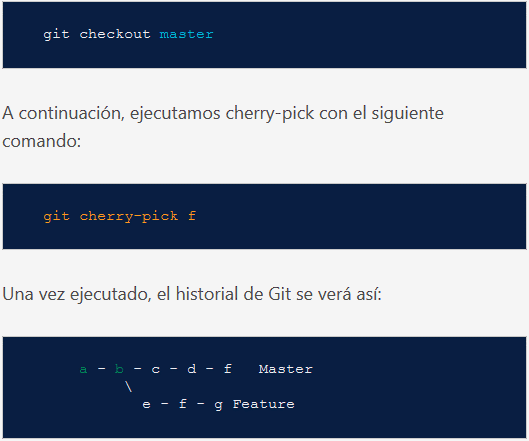 git checkout master
A continuación, ejecutamos cherry-pick con el siguiente
comando:
git cherry-pick f
Una vez ejecutado, el historial de Git se verá así:
a - b - c - d - f   Master
\
e - f - g Feature